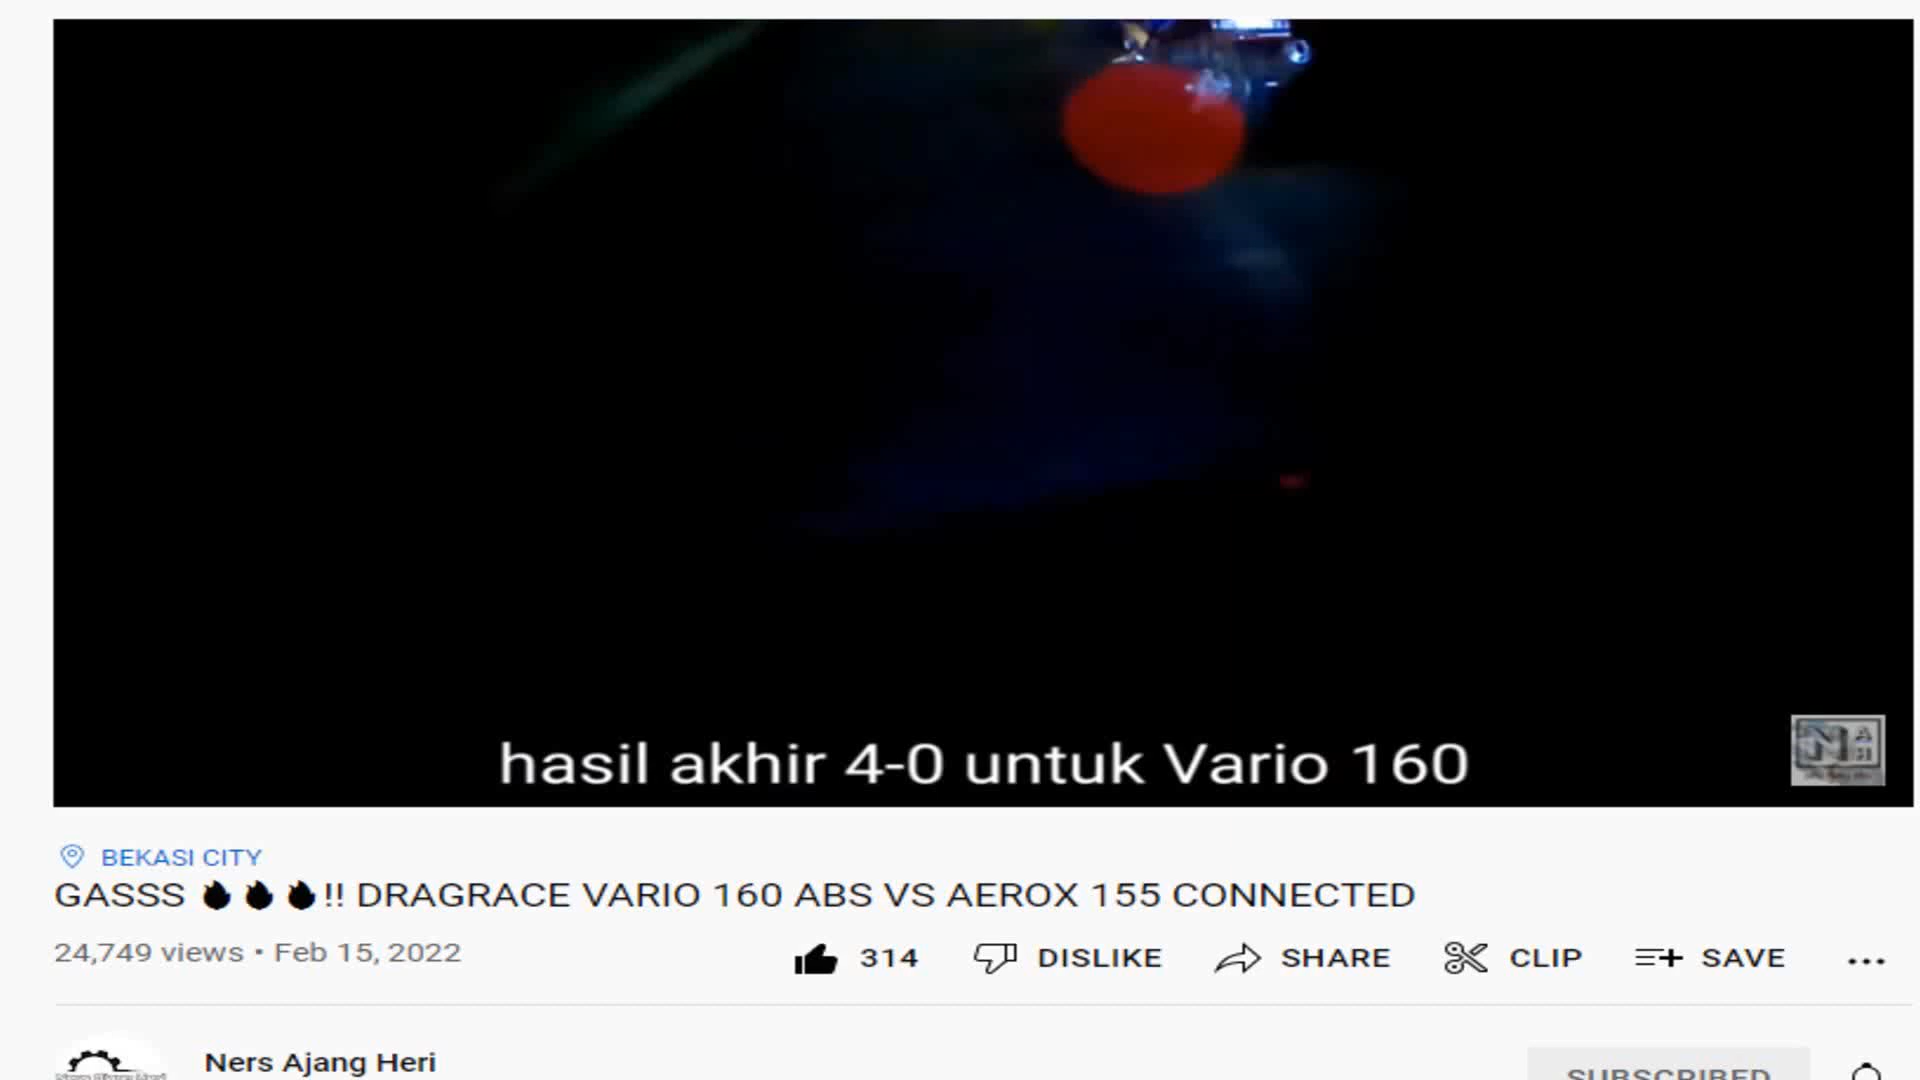 hasil akhir 4-0 untuk Vario 160
BEKASI CITY
GASSS 🔥🔥🔥!! DRAGRACE VARIO 160 ABS VS AEROX 155 CONNECTED
24,749 views • Feb 15, 2022
314 DISLIKE SHARE CLIP SAVE ...
Ners Ajang Heri
SUBSCRIBED